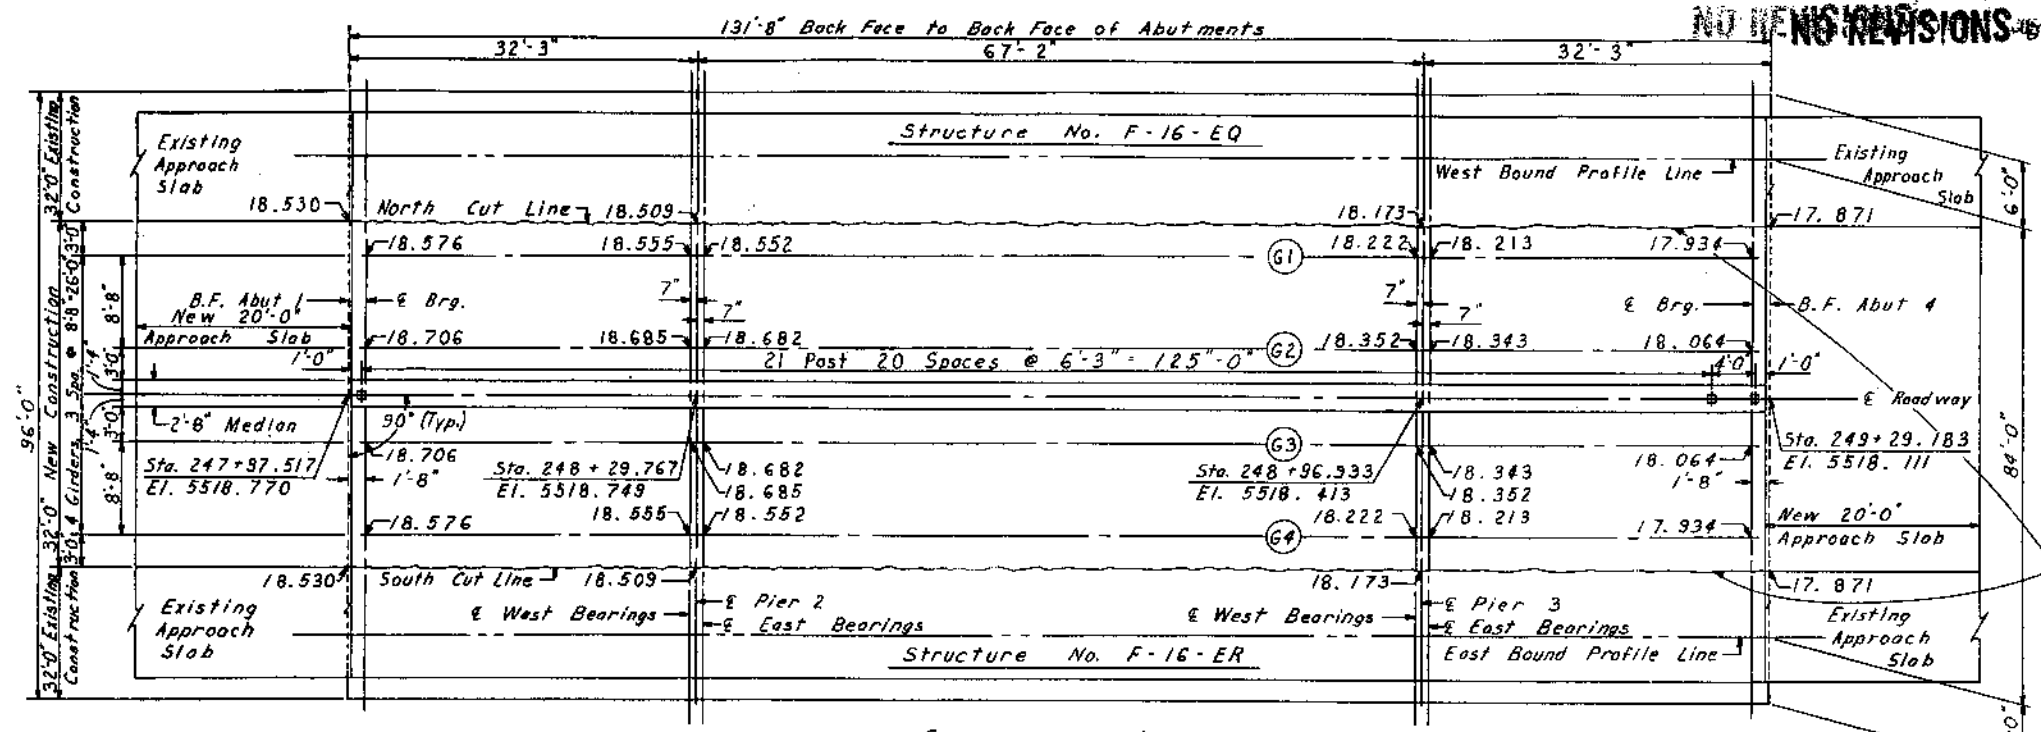 131'-8" Back Face to Back Face of Abutments
NO REVISIONS
32'-3"
67'-2"
32'-3"
96'-0"
32'-0" Existing
Construction
32'-0" New Construction
3'-0"
4 Girders, 3 Spa. @ 8'-8"=26'-0"
3'-0"
32'-0" Existing
Construction
8'-8"
3'-0"
1'-4"
1'-4"
3'-0"
8'-8"
Existing
Approach
Slab
Structure No. F-16-EQ
West Bound Profile Line
Existing
Approach
Slab
6'-0"
18.530
North Cut Line
18.509
18.173
17.871
18.576
18.555
18.552
G1
18.222
18.213
17.934
B.F. Abut 1
℄ Brg.
7"
7"
7"
7"
℄ Brg.
B.F. Abut 4
New 20'-0"
Approach Slab
18.706
18.685
18.682
G2
18.352
18.343
18.064
1'-0"
21 Post 20 Spaces @ 6'-3" = 125"-0"
4'-0"
1'-0"
℄ Roadway
2'-8" Median
90° (Typ.)
G3
Sta. 247+97.517
El. 5518.770
18.706
1'-8"
Sta. 248 + 29.767
El. 5518.749
18.682
18.685
Sta. 248 +96.933
El. 5518.413
18.343
18.352
18.064
1'-8"
Sta. 249+29.183
El. 5518.111
84'-0"
18.576
18.555
18.552
G4
18.222
18.213
17.934
New 20'-0"
Approach Slab
18.530
South Cut Line
18.509
18.173
17.871
Existing
Approach
Slab
℄ West Bearings
℄ Pier 2
℄ East Bearings
℄ West Bearings
℄ Pier 3
℄ East Bearings
Existing
Approach
Slab
Structure No. F-16-ER
East Bound Profile Line